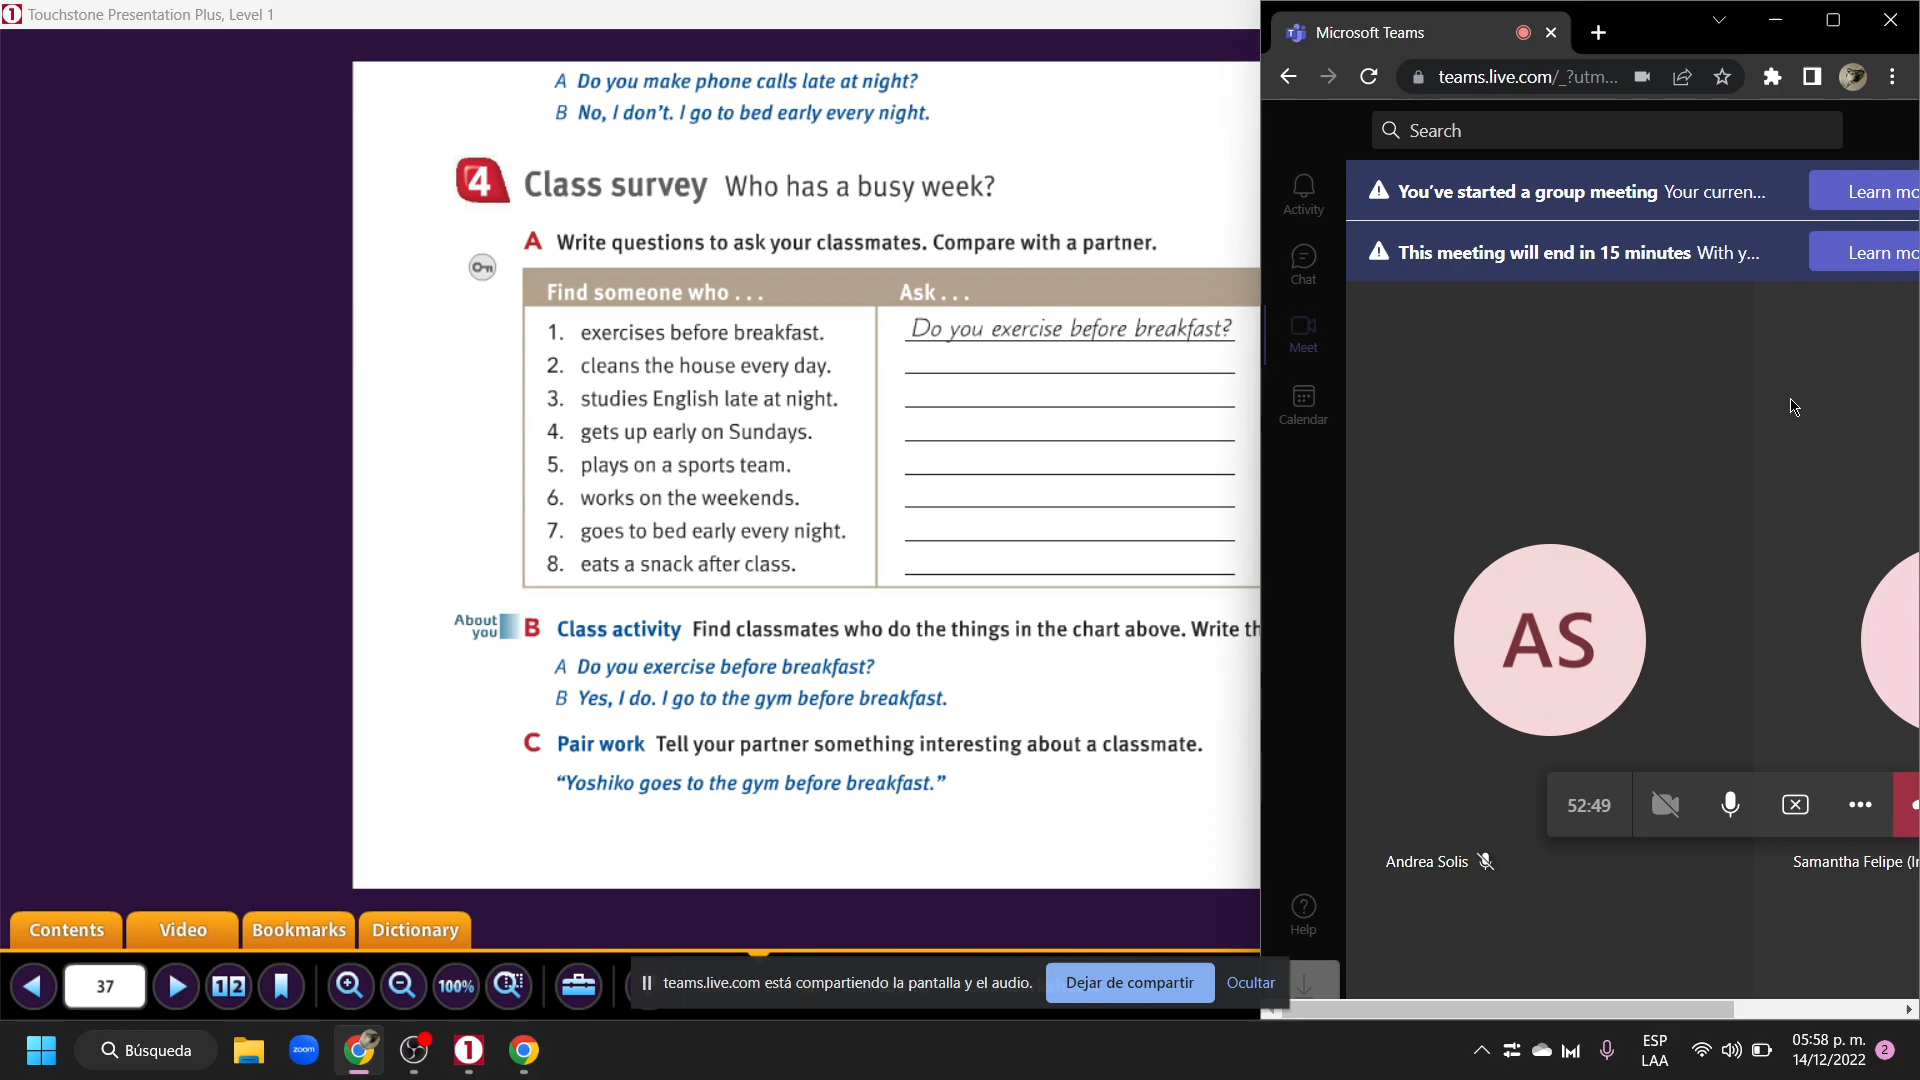 Touchstone Presentation Plus, Level 1
A Do you make phone calls late at night?
B No, I don't. I go to bed early every night.
4 Class survey Who has a busy week?
A Write questions to ask your classmates. Compare with a partner.
Find someone who . . . Ask . . .
1. exercises before breakfast. Do you exercise before breakfast?
2. cleans the house every day.
3. studies English late at night.
4. gets up early on Sundays.
5. plays on a sports team.
6. works on the weekends.
7. goes to bed early every night.
8. eats a snack after class.
About you B Class activity Find classmates who do the things in the chart above. Write
A Do you exercise before breakfast?
B Yes, I do. I go to the gym before breakfast.
C Pair work Tell your partner something interesting about a classmate.
"Yoshiko goes to the gym before breakfast."
Contents Video Bookmarks Dictionary
37 1 2 100%
teams.live.com está compartiendo la pantalla y el audio. Dejar de compartir Ocultar
Microsoft Teams
teams.live.com/_?utm...
Search
Activity
Chat
Meet
Calendar
Help
You've started a group meeting Your curren... Learn
This meeting will end in 15 minutes With y... Learn
AS
52:49
Andrea Solis Samantha Felipe
Búsqueda zoom
ESP
LAA
05:58 p. m.
14/12/2022 2